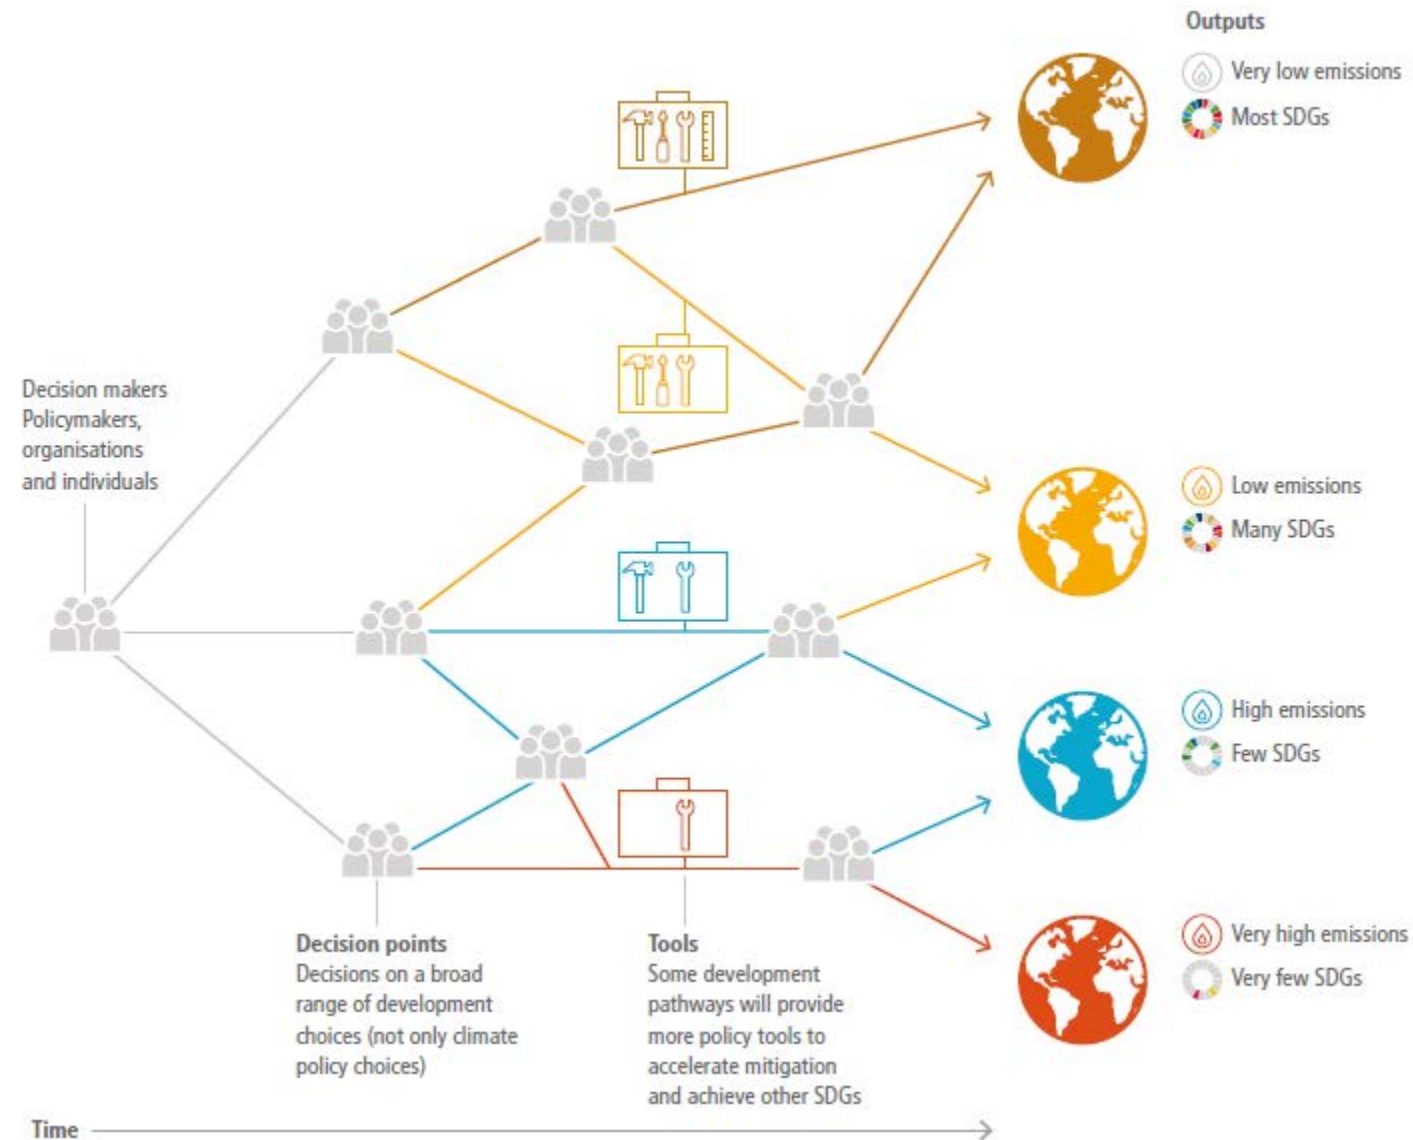 Outputs
Very low emissions
Most SDGs
Decision makers
Policymakers,
organisations
and individuals
Low emissions
Many SDGs
High emissions
Few SDGs
Very high emissions
Very few SDGs
Decision points
Decisions on a broad
range of development
choices (not only climate
policy choices)
Tools
Some development
pathways will provide
more policy tools to
accelerate mitigation
and achieve other SDGs
Time